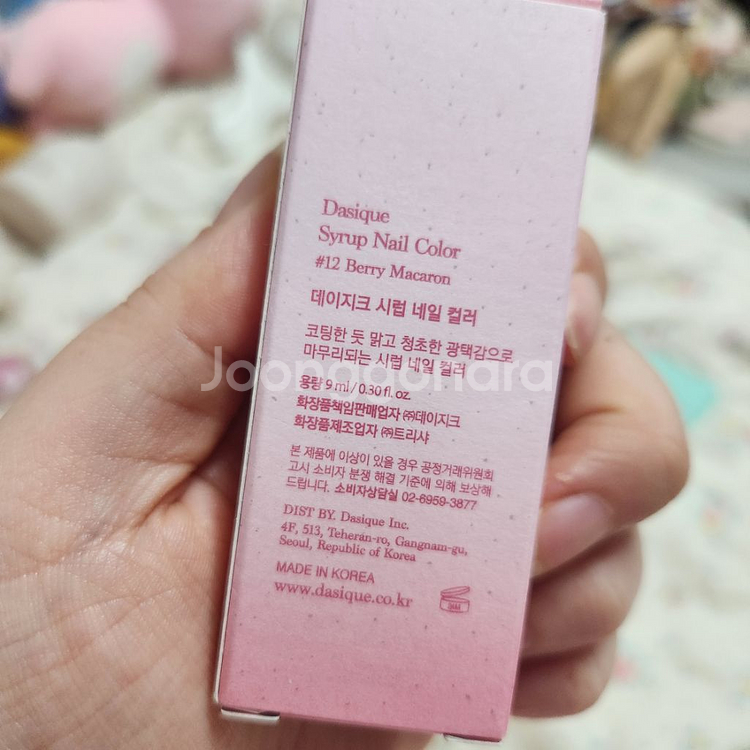 Dasique
Syrup Nail Color
#12 Berry Macaron
데이지크 시럽 네일 컬러
코팅한 듯 맑고 청초한 광택감으로
마무리되는 시럽 네일 컬러
Joonggonara
용량 9 ml / 0.30 fl. oz.
화장품책임판매업자 ㈜데이지크
화장품제조업자 ㈜트리샤
본 제품에 이상이 있을 경우 공정거래위원회
고시 소비자 분쟁 해결 기준에 의해 보상해
드립니다. 소비자상담실 02-6959-3877
DIST BY. Dasique Inc.
4F, 513, Teheran-ro, Gangnam-gu,
Seoul, Republic of Korea
MADE IN KOREA
www.dasique.co.kr